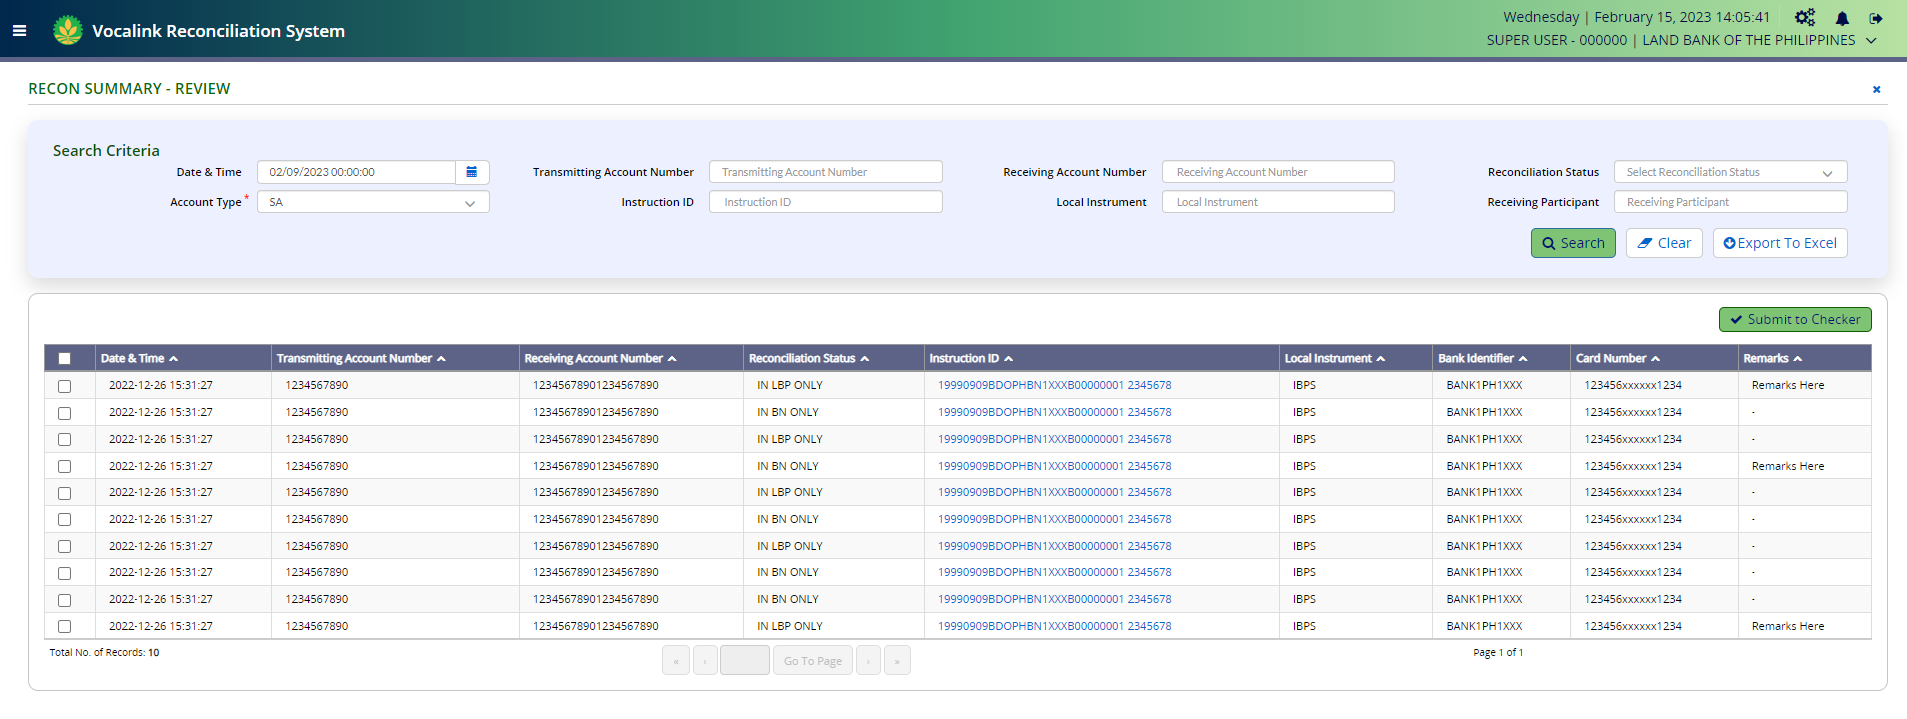 Wednesday | February 15, 2023 14:05:41
Vocalink Reconciliation System
SUPER USER - 000000 | LAND BANK OF THE PHILIPPINES
RECON SUMMARY - REVIEW
Search Criteria
Date & Time 02/09/2023 00:00:00 Transmitting Account Number Transmitting Account Number Receiving Account Number Receiving Account Number Reconciliation Status Select Reconciliation Status
Account Type * SA Instruction ID Instruction ID Local Instrument Local Instrument Receiving Participant Receiving Participant
Search Clear Export To Excel
Submit to Checker
Date & Time Transmitting Account Number Receiving Account Number Reconciliation Status Instruction ID Local Instrument Bank Identifier Card Number Remarks
2022-12-26 15:31:27 1234567890 12345678901234567890 IN LBP ONLY 19990909BDOPHBN1XXXB00000001 2345678 IBPS BANK1PH1XXX 123456xxxxxx1234 Remarks Here
2022-12-26 15:31:27 1234567890 12345678901234567890 IN BN ONLY 19990909BDOPHBN1XXXB00000001 2345678 IBPS BANK1PH1XXX 123456xxxxxx1234 -
2022-12-26 15:31:27 1234567890 12345678901234567890 IN LBP ONLY 19990909BDOPHBN1XXXB00000001 2345678 IBPS BANK1PH1XXX 123456xxxxxx1234 -
2022-12-26 15:31:27 1234567890 12345678901234567890 IN BN ONLY 19990909BDOPHBN1XXXB00000001 2345678 IBPS BANK1PH1XXX 123456xxxxxx1234 Remarks Here
2022-12-26 15:31:27 1234567890 12345678901234567890 IN LBP ONLY 19990909BDOPHBN1XXXB00000001 2345678 IBPS BANK1PH1XXX 123456xxxxxx1234 -
2022-12-26 15:31:27 1234567890 12345678901234567890 IN BN ONLY 19990909BDOPHBN1XXXB00000001 2345678 IBPS BANK1PH1XXX 123456xxxxxx1234 -
2022-12-26 15:31:27 1234567890 12345678901234567890 IN LBP ONLY 19990909BDOPHBN1XXXB00000001 2345678 IBPS BANK1PH1XXX 123456xxxxxx1234 -
2022-12-26 15:31:27 1234567890 12345678901234567890 IN BN ONLY 19990909BDOPHBN1XXXB00000001 2345678 IBPS BANK1PH1XXX 123456xxxxxx1234 -
2022-12-26 15:31:27 1234567890 12345678901234567890 IN BN ONLY 19990909BDOPHBN1XXXB00000001 2345678 IBPS BANK1PH1XXX 123456xxxxxx1234 -
2022-12-26 15:31:27 1234567890 12345678901234567890 IN LBP ONLY 19990909BDOPHBN1XXXB00000001 2345678 IBPS BANK1PH1XXX 123456xxxxxx1234 Remarks Here
Total No. of Records: 10 « ‹ Go To Page › » Page 1 of 1